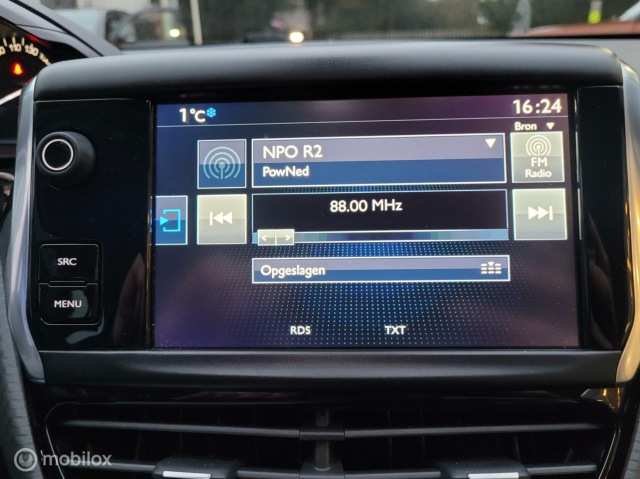 1°C 16:24
Bron
NPO R2
PowNed
FM
Radio
88.00 MHz
SRC
MENU
Opgeslagen
RDS TXT
mobilox